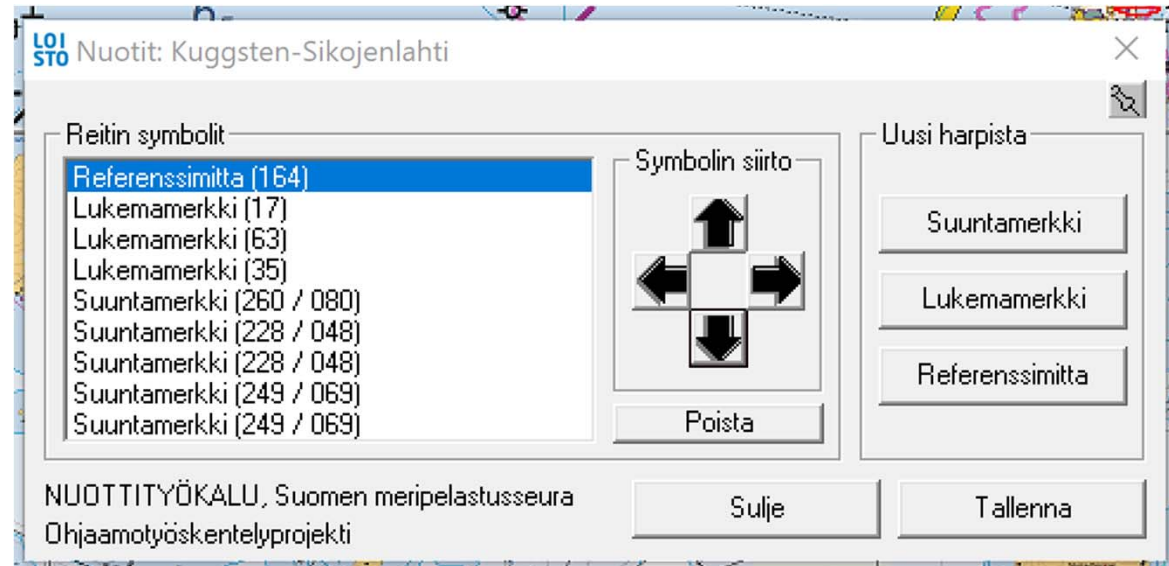 LOISTO Nuotit: Kuggsten-Sikojenlahti
Reitin symbolit
Referenssimitta (164)
Lukemamerkki (17)
Lukemamerkki (63)
Lukemamerkki (35)
Suuntamerkki (260 / 080)
Suuntamerkki (228 / 048)
Suuntamerkki (228 / 048)
Suuntamerkki (249 / 069)
Suuntamerkki (249 / 069)
Symbolin siirto
Poista
Uusi harpista
Suuntamerkki
Lukemamerkki
Referenssimitta
NUOTTITYÖKALU, Suomen meripelastusseura
Ohjaamotyöskentelyprojekti
Sulje
Tallenna